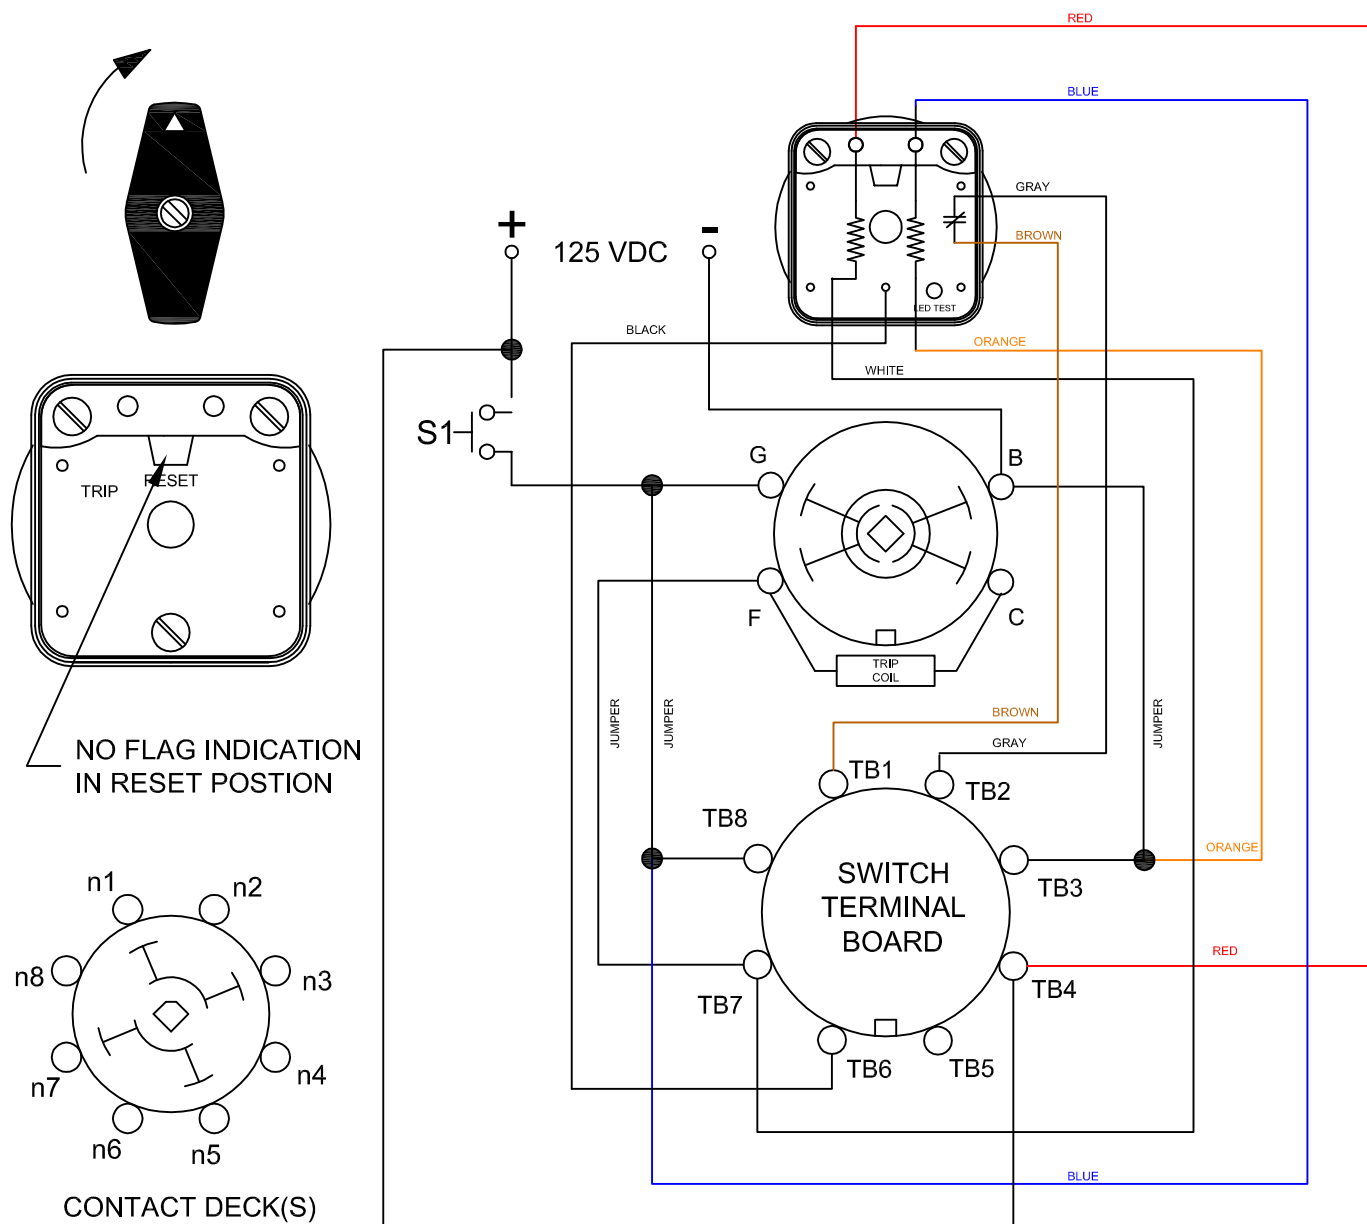 RED
BLUE
GRAY
BROWN
+ 125 VDC -
LED TEST
BLACK
ORANGE
WHITE
S1
G
B
F
C
TRIP
COIL
TRIP
RESET
NO FLAG INDICATION
IN RESET POSTION
JUMPER
JUMPER
JUMPER
BROWN
GRAY
TB1
TB2
TB8
TB3
ORANGE
SWITCH
TERMINAL
BOARD
RED
TB7
TB4
TB6
TB5
BLUE
n1
n2
n8
n3
n7
n4
n6
n5
CONTACT DECK(S)